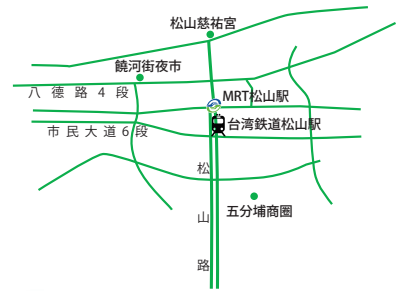 松山慈祐宮
饒河街夜市
八德路4段
MRT松山駅
市民大道6段
台湾鉄道松山駅
松山路
五分埔商圏